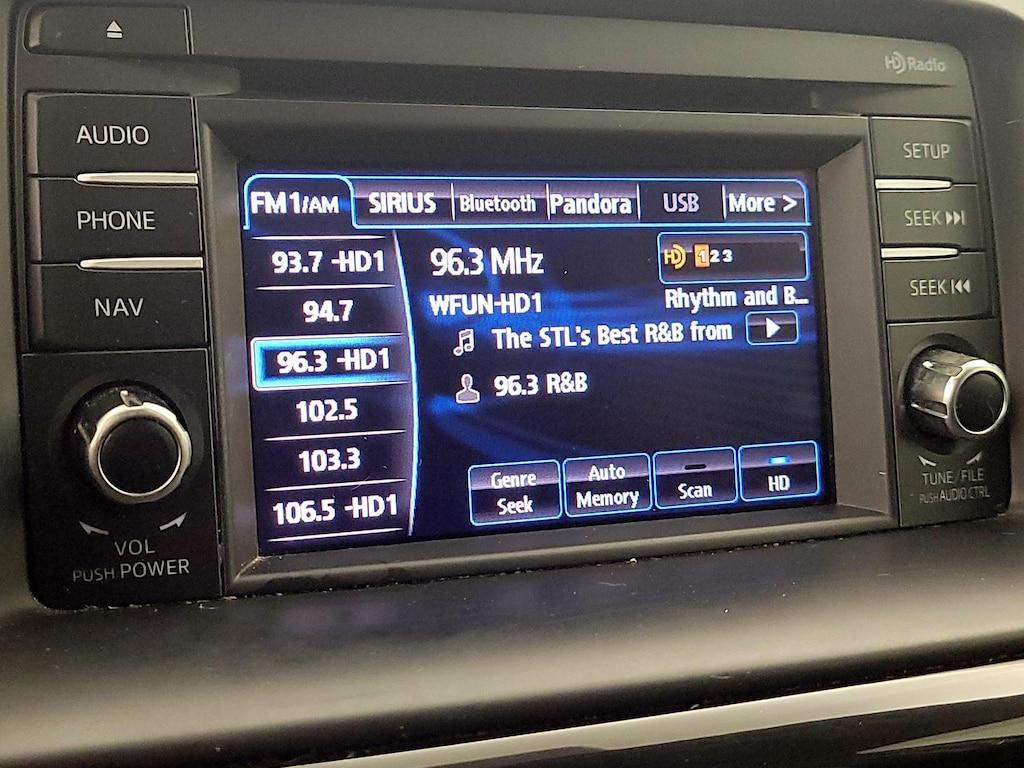 HD Radio
AUDIO
PHONE
NAV
VOL
PUSH POWER
FM1/AM
SIRIUS
Bluetooth
Pandora
USB
More >
93.7 -HD1
94.7
96.3 -HD1
102.5
103.3
106.5 -HD1
96.3 MHz
HD 1 2 3
WFUN-HD1
Rhythm and B...
The STL's Best R&B from
96.3 R&B
Genre
Seek
Auto
Memory
Scan
HD
SETUP
SEEK
SEEK
TUNE/FILE
PUSH AUDIO CTRL